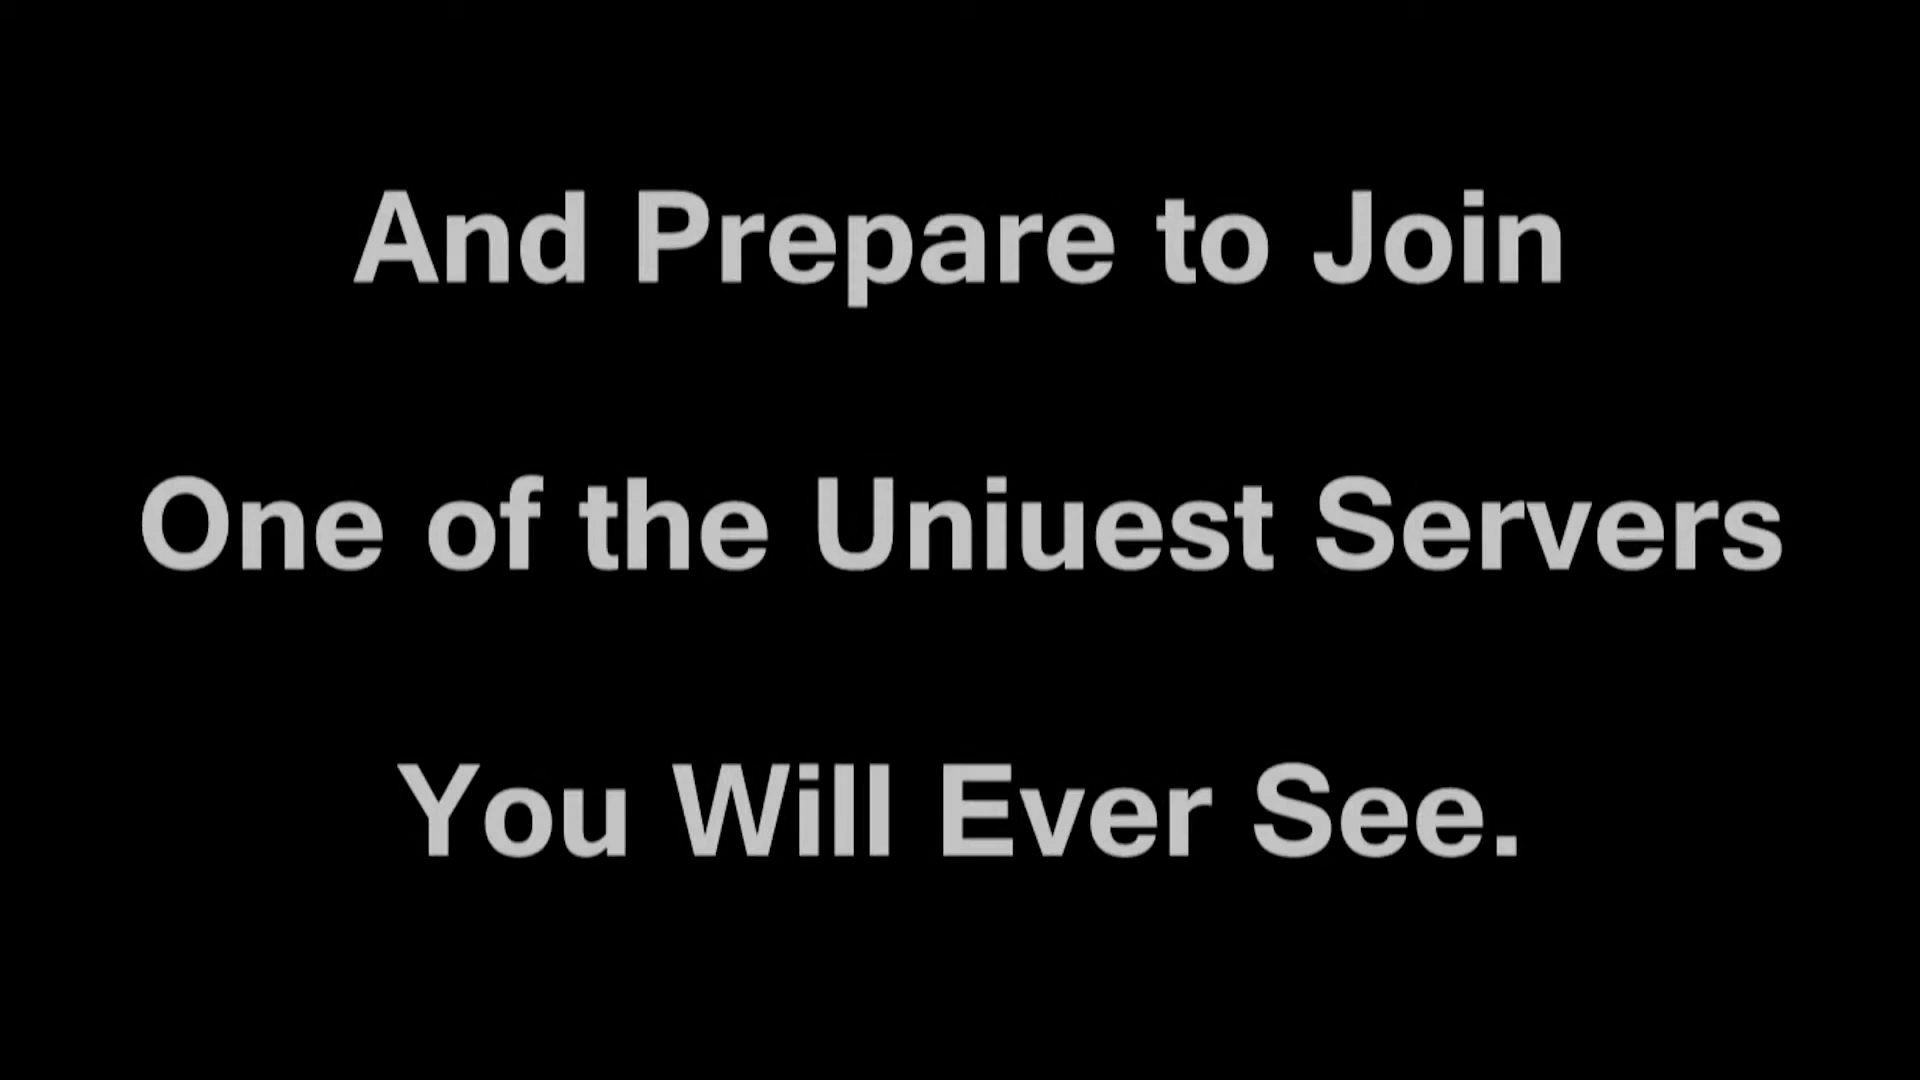 And Prepare to Join
One of the Uniuest Servers
You Will Ever See.